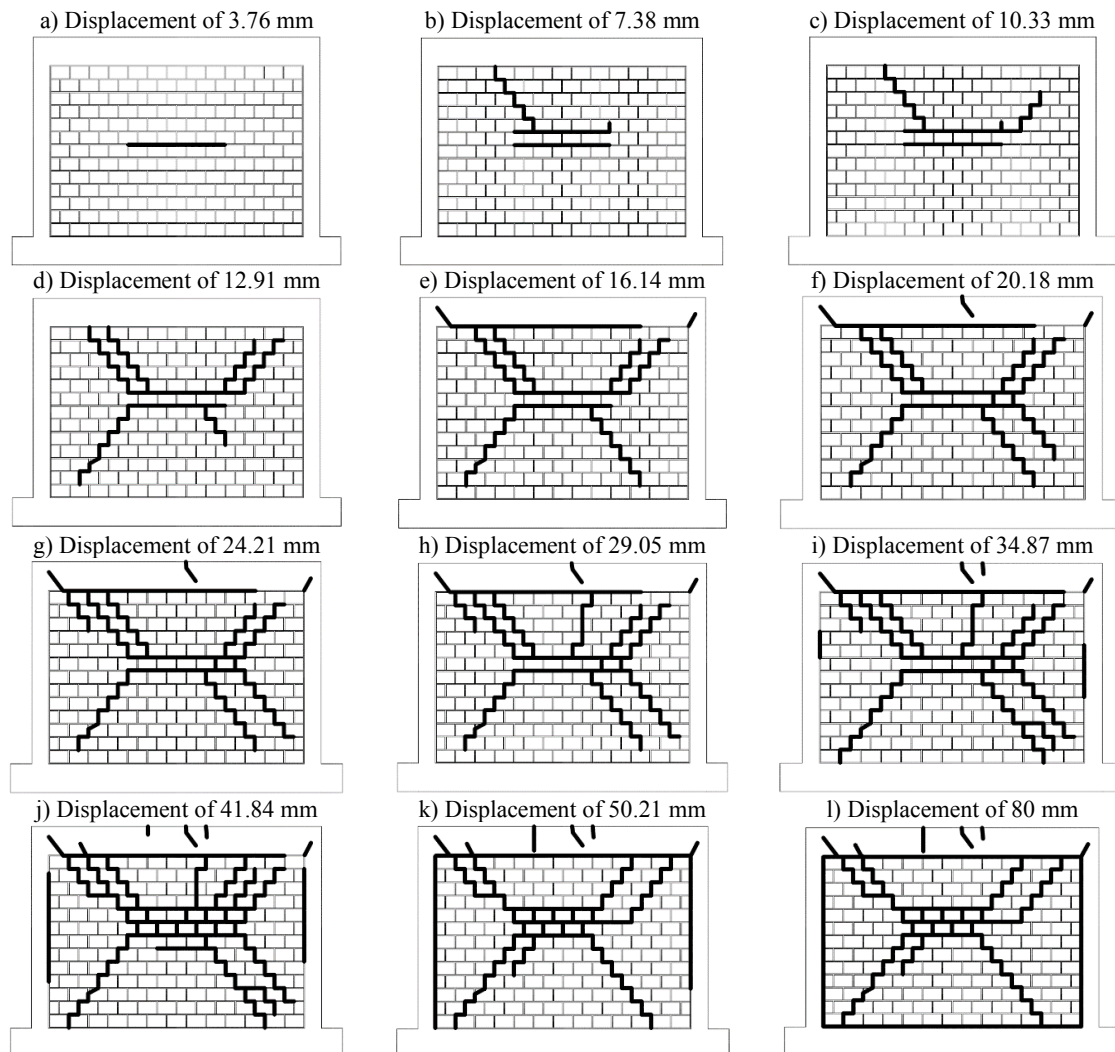 a) Displacement of 3.76 mm
b) Displacement of 7.38 mm
c) Displacement of 10.33 mm
d) Displacement of 12.91 mm
e) Displacement of 16.14 mm
f) Displacement of 20.18 mm
g) Displacement of 24.21 mm
h) Displacement of 29.05 mm
i) Displacement of 34.87 mm
j) Displacement of 41.84 mm
k) Displacement of 50.21 mm
l) Displacement of 80 mm